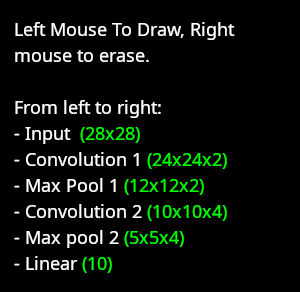 Left Mouse To Draw, Right
mouse to erase.
From left to right:
- Input (28x28)
- Convolution 1 (24x24x2)
- Max Pool 1 (12x12x2)
- Convolution 2 (10x10x4)
- Max pool 2 (5x5x4)
- Linear (10)